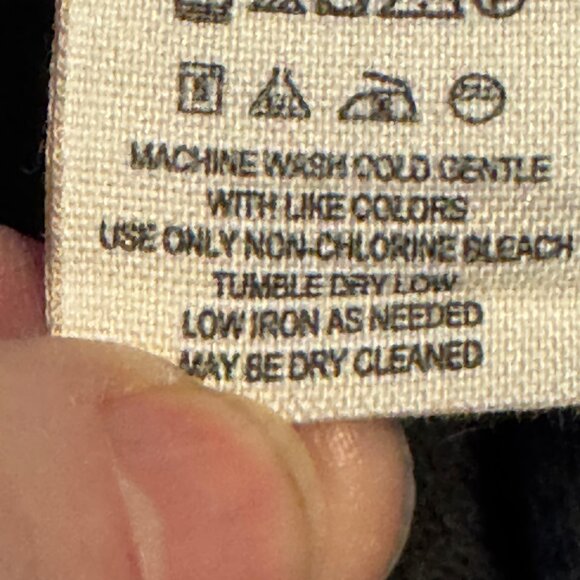 MACHINE WASH COLD GENTLE
WITH LIKE COLORS
USE ONLY NON-CHLORINE BLEACH
TUMBLE DRY LOW
LOW IRON AS NEEDED
MAY BE DRY CLEANED